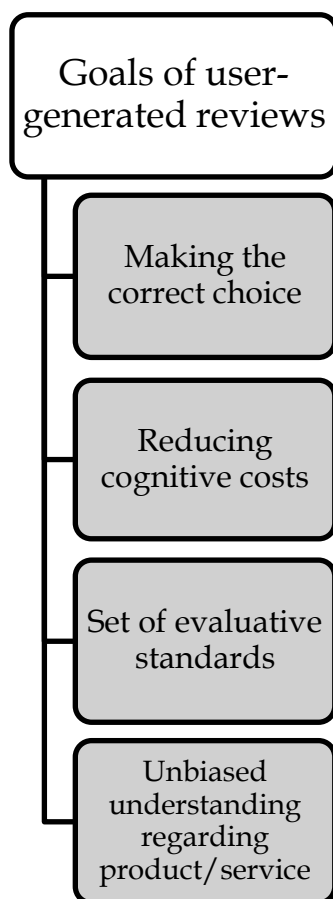 Goals of user-
generated reviews
Making the
correct choice
Reducing
cognitive costs
Set of evaluative
standards
Unbiased
understanding
regarding
product/service